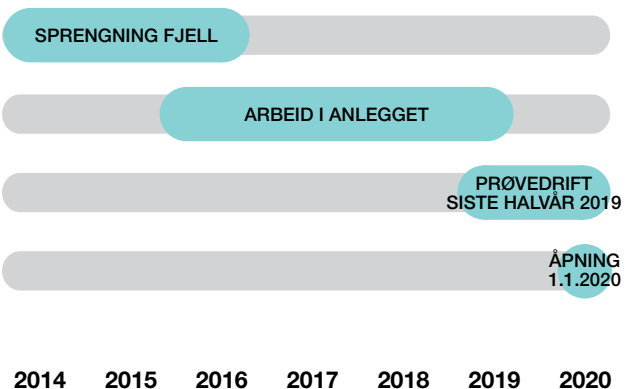 SPRENGNING FJELL
ARBEID I ANLEGGET
PRØVEDRIFT
SISTE HALVÅR 2019
ÅPNING
1.1.2020
2014 2015 2016 2017 2018 2019 2020